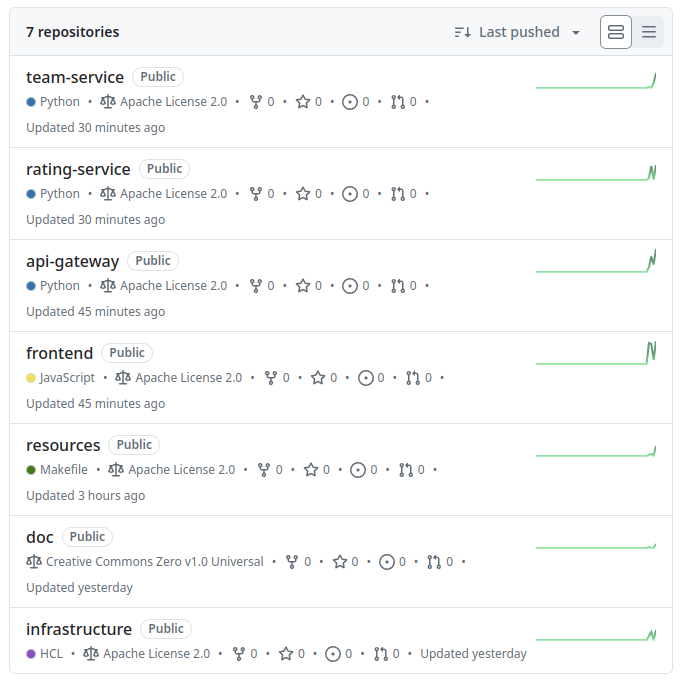 7 repositories Last pushed
team-service Public
Python • Apache License 2.0 • 0 • 0 • 0 • 0 •
Updated 30 minutes ago
rating-service Public
Python • Apache License 2.0 • 0 • 0 • 0 • 0 •
Updated 30 minutes ago
api-gateway Public
Python • Apache License 2.0 • 0 • 0 • 0 • 0 •
Updated 45 minutes ago
frontend Public
JavaScript • Apache License 2.0 • 0 • 0 • 0 • 0 •
Updated 45 minutes ago
resources Public
Makefile • Apache License 2.0 • 0 • 0 • 0 • 0 •
Updated 3 hours ago
doc Public
Creative Commons Zero v1.0 Universal • 0 • 0 • 0 • 0 •
Updated yesterday
infrastructure Public
HCL • Apache License 2.0 • 0 • 0 • 0 • 0 • Updated yesterday